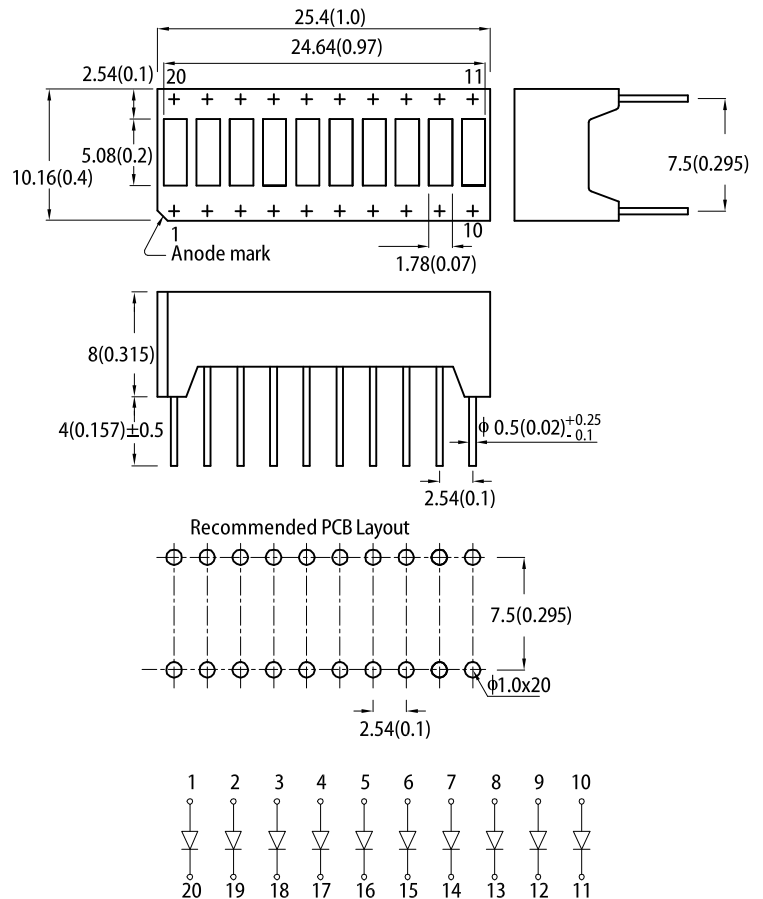 25.4(1.0)
24.64(0.97)
2.54(0.1)
20
11
5.08(0.2)
10.16(0.4)
7.5(0.295)
1
10
Anode mark
1.78(0.07)
8(0.315)
4(0.157)±0.5
ϕ 0.5(0.02)+0.25 -0.1
2.54(0.1)
Recommended PCB Layout
7.5(0.295)
ϕ1.0x20
2.54(0.1)
1 2 3 4 5 6 7 8 9 10
20 19 18 17 16 15 14 13 12 11